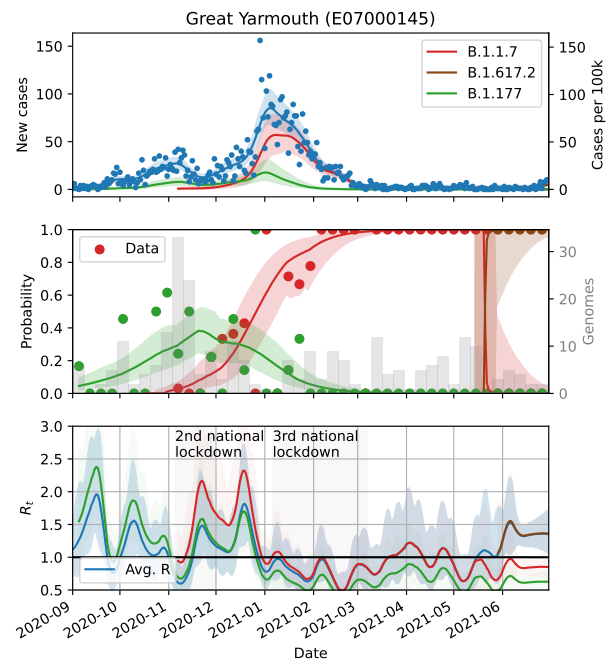 Great Yarmouth (E07000145)
New cases
150
100
50
0
B.1.1.7
B.1.617.2
B.1.177
150
100
50
0
Cases per 100k
Probability
1.0
0.8
0.6
0.4
0.2
0.0
Data
30
20
10
0
Genomes
R_t
3.0
2.5
2.0
1.5
1.0
0.5
2nd national
lockdown
3rd national
lockdown
Avg. R
2020-09
2020-10
2020-11
2020-12
2021-01
2021-02
2021-03
2021-04
2021-05
2021-06
Date